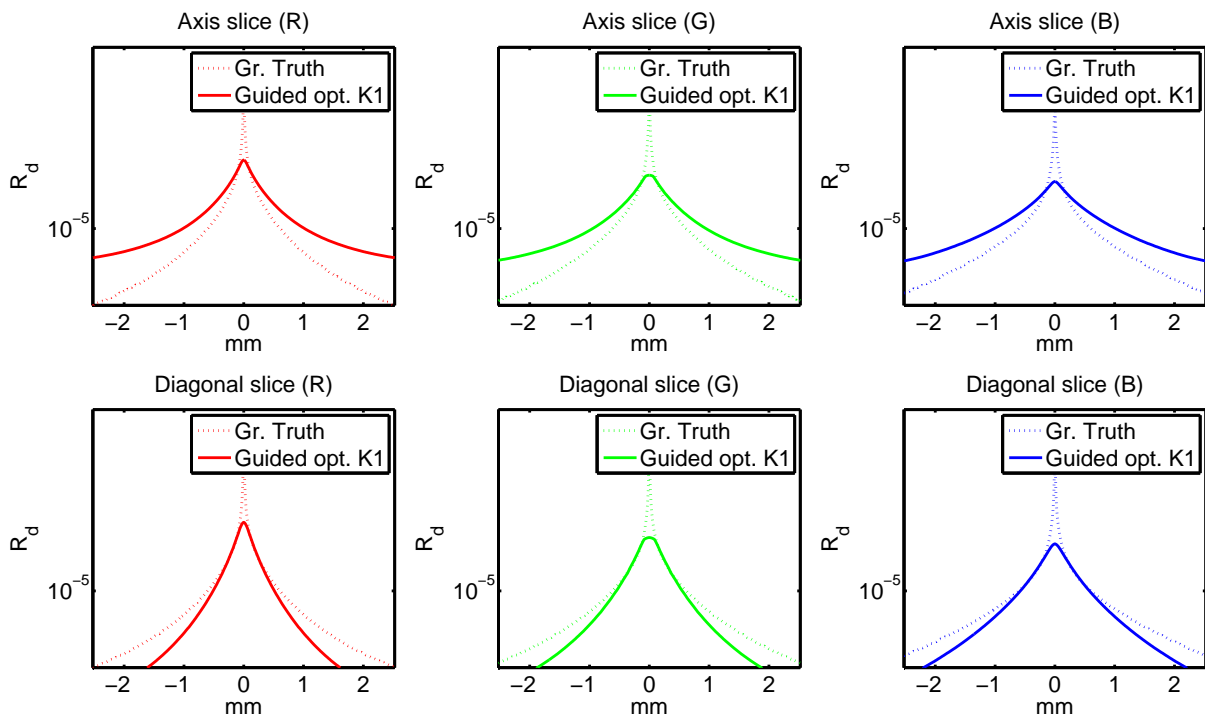 Axis slice (R)
Gr. Truth
Guided opt. K1
R_d
10^−5
−2 −1 0 1 2
mm
Axis slice (G)
Gr. Truth
Guided opt. K1
R_d
10^−5
−2 −1 0 1 2
mm
Axis slice (B)
Gr. Truth
Guided opt. K1
R_d
10^−5
−2 −1 0 1 2
mm
Diagonal slice (R)
Gr. Truth
Guided opt. K1
R_d
10^−5
−2 −1 0 1 2
mm
Diagonal slice (G)
Gr. Truth
Guided opt. K1
R_d
10^−5
−2 −1 0 1 2
mm
Diagonal slice (B)
Gr. Truth
Guided opt. K1
R_d
10^−5
−2 −1 0 1 2
mm